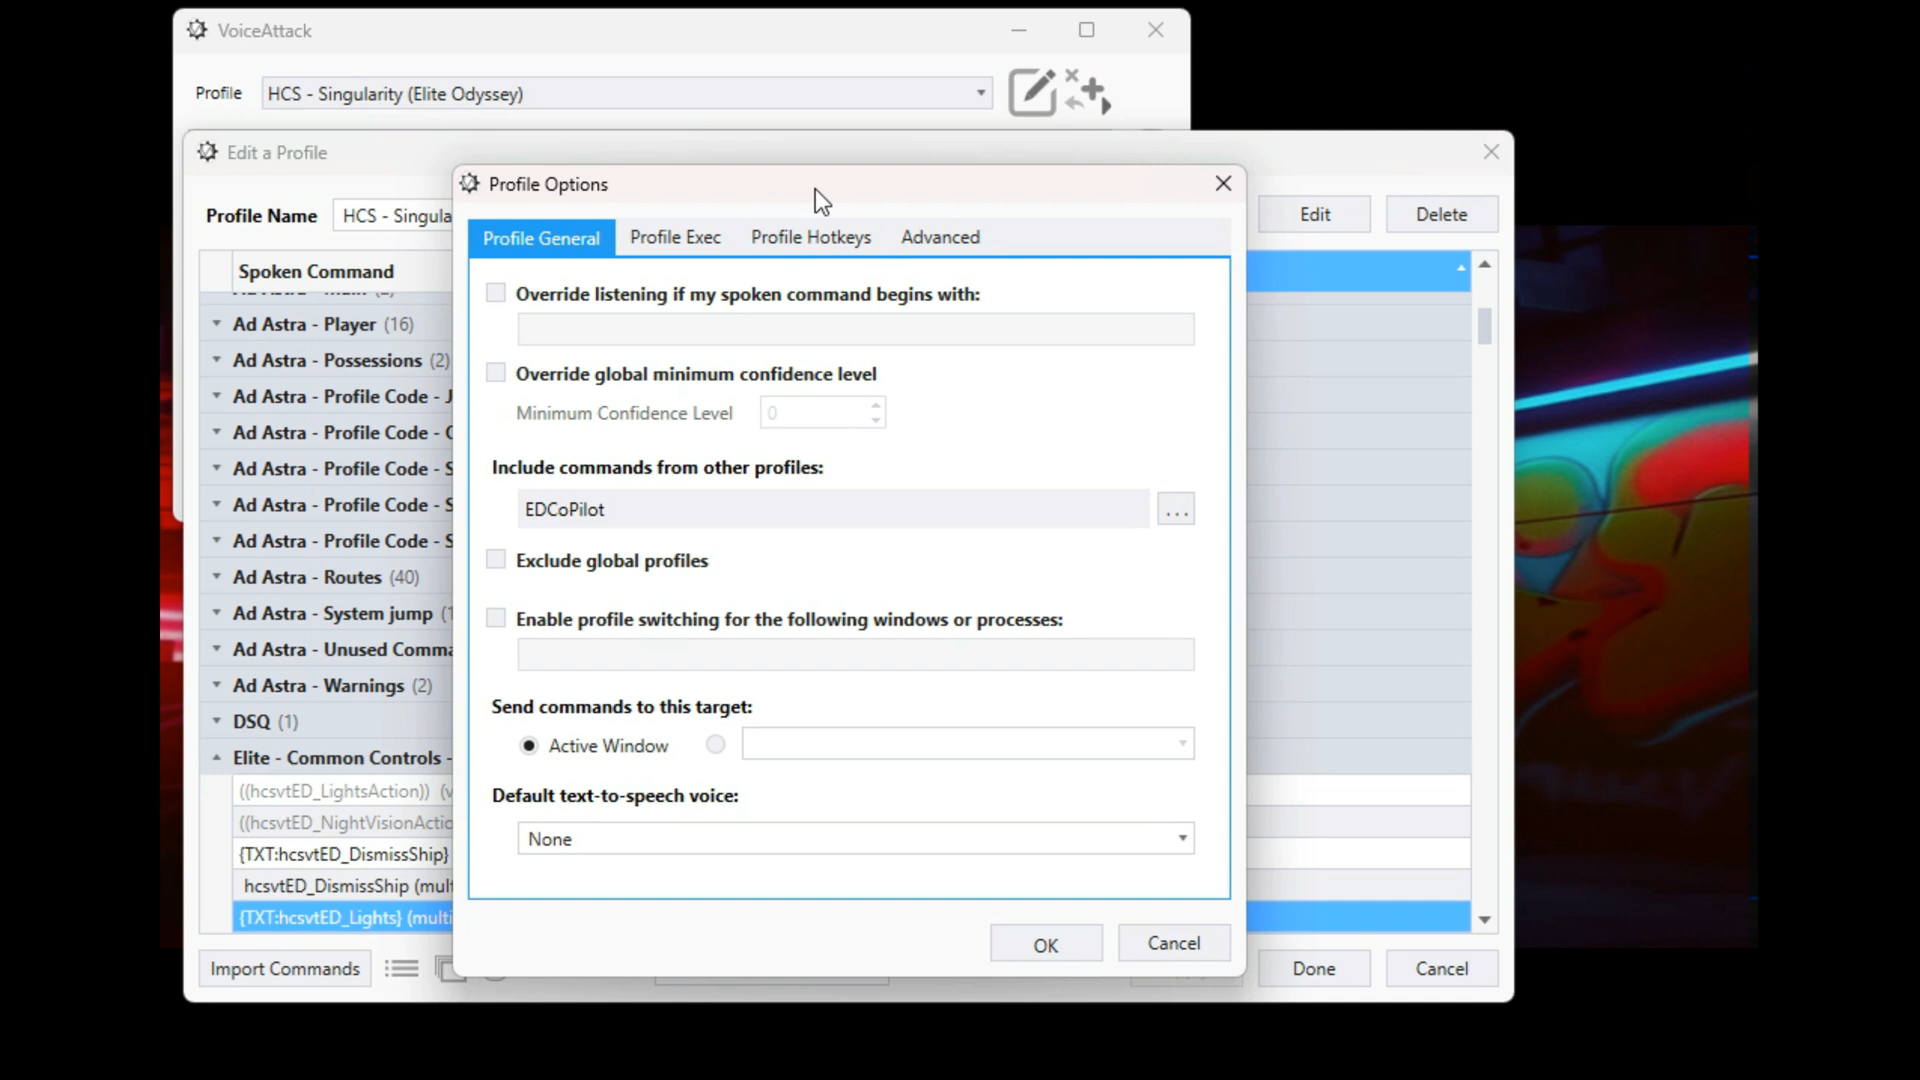 VoiceAttack
Profile
HCS - Singularity (Elite Odyssey)
Edit a Profile
Profile Name
HCS - Singula
Edit
Delete
Spoken Command
Ad Astra - Player (16)
Ad Astra - Possessions (2)
Ad Astra - Profile Code - J
Ad Astra - Profile Code -
Ad Astra - Profile Code - S
Ad Astra - Profile Code - S
Ad Astra - Profile Code - S
Ad Astra - Routes (40)
Ad Astra - System jump (1
Ad Astra - Unused Comma
Ad Astra - Warnings (2)
DSQ (1)
Elite - Common Controls -
((hcsvtED_LightsAction)) (v
((hcsvtED_NightVisionActio
{TXT:hcsvtED_DismissShip}
hcsvtED_DismissShip (mult
{TXT:hcsvtED_Lights} (multi
Import Commands
Done
Cancel
Profile Options
Profile General
Profile Exec
Profile Hotkeys
Advanced
Override listening if my spoken command begins with:
Override global minimum confidence level
Minimum Confidence Level
0
Include commands from other profiles:
EDCoPilot
...
Exclude global profiles
Enable profile switching for the following windows or processes:
Send commands to this target:
Active Window
Default text-to-speech voice:
None
OK
Cancel